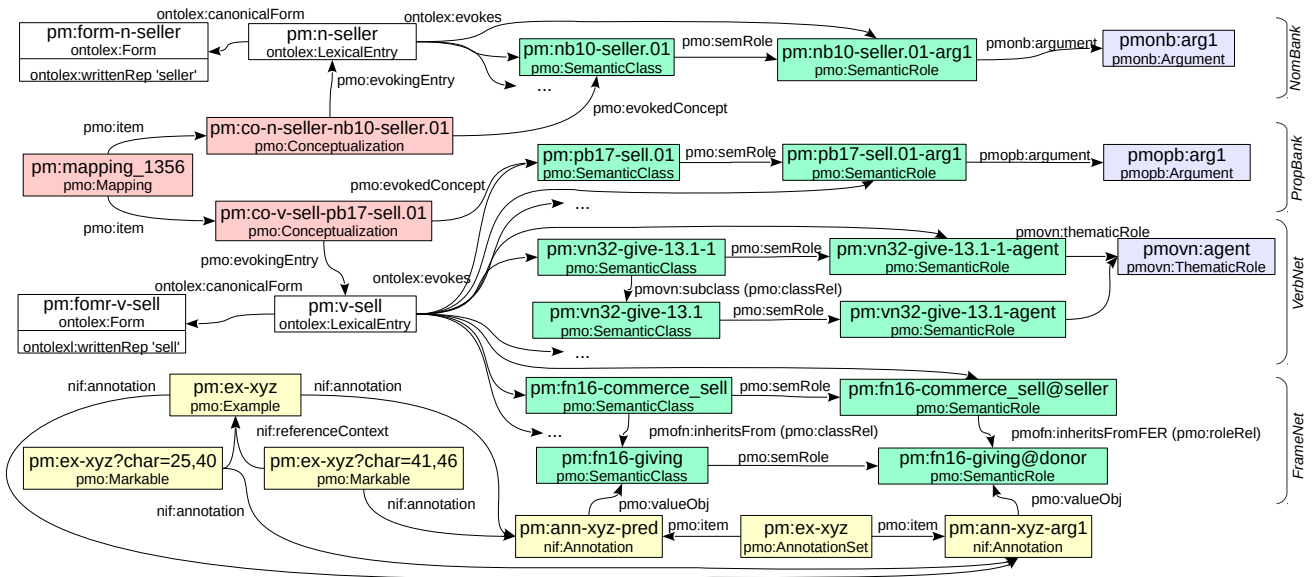 pm:form-n-seller
ontolex:Form
ontolex:writtenRep 'seller'
ontolex:canonicalForm
pm:n-seller
ontolex:LexicalEntry
ontolex:evokes
pm:nb10-seller.01
pmo:SemanticClass
...
pmo:semRole
pm:nb10-seller.01-arg1
pmo:SemanticRole
pmonb:argument
pmonb:arg1
pmonb:Argument
NomBank
pmo:evokingEntry
pmo:evokedConcept
pmo:item
pm:co-n-seller-nb10-seller.01
pmo:Conceptualization
pm:mapping_1356
pmo:Mapping
pmo:item
pmo:evokedConcept
pm:co-v-sell-pb17-sell.01
pmo:Conceptualization
pmo:evokingEntry
pm:pb17-sell.01
pmo:SemanticClass
pmo:semRole
pm:pb17-sell.01-arg1
pmo:SemanticRole
pmopb:argument
pmopb:arg1
pmopb:Argument
...
PropBank
ontolex:canonicalForm
ontolex:evokes
pm:fomr-v-sell
ontolex:Form
ontolexl:writtenRep 'sell'
pm:v-sell
ontolex:LexicalEntry
pm:vn32-give-13.1-1
pmo:SemanticClass
pmo:semRole
pm:vn32-give-13.1-1-agent
pmo:SemanticRole
pmovn:thematicRole
pmovn:agent
pmovn:ThematicRole
pmovn:subclass (pmo:classRel)
pm:vn32-give-13.1
pmo:SemanticClass
pmo:semRole
pm:vn32-give-13.1-agent
pmo:SemanticRole
...
VerbNet
nif:annotation
pm:ex-xyz
pmo:Example
nif:annotation
nif:referenceContext
pm:ex-xyz?char=25,40
pmo:Markable
pm:ex-xyz?char=41,46
pmo:Markable
nif:annotation
nif:annotation
pm:fn16-commerce_sell
pmo:SemanticClass
pmo:semRole
pm:fn16-commerce_sell@seller
pmo:SemanticRole
...
pmofn:inheritsFrom (pmo:classRel)
pmofn:inheritsFromFER (pmo:roleRel)
pm:fn16-giving
pmo:SemanticClass
pmo:semRole
pm:fn16-giving@donor
pmo:SemanticRole
pmo:valueObj
pmo:valueObj
pm:ann-xyz-pred
nif:Annotation
pmo:item
pm:ex-xyz
pmo:AnnotationSet
pmo:item
pm:ann-xyz-arg1
nif:Annotation
FrameNet